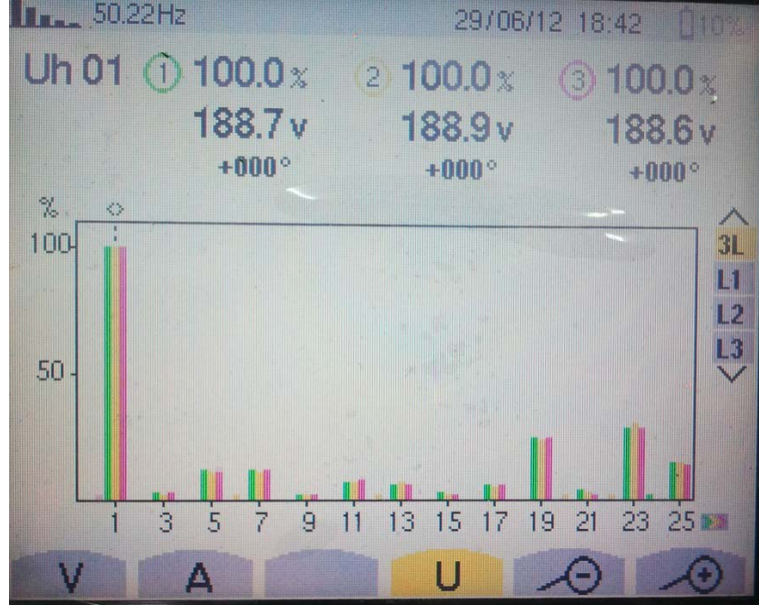 50.22Hz 29/06/12 18:42 10%
Uh 01 1 100.0% 2 100.0% 3 100.0%
188.7 V 188.9 V 188.6 V
+000° +000° +000°
%
100
50
3L
L1
L2
L3
1 3 5 7 9 11 13 15 17 19 21 23 25
V A U